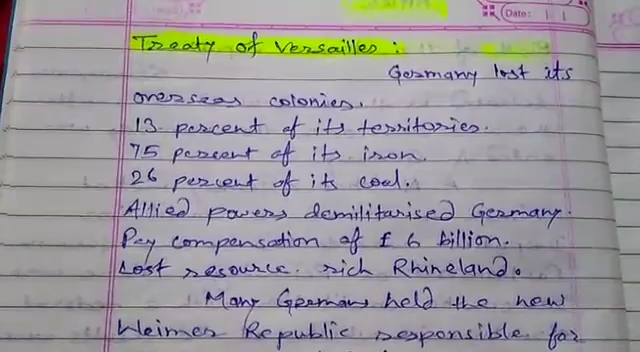 Date:
Treaty of Versailles :
Germany lost its
overseas colonies.
13 percent of its territories.
75 percent of its iron.
26 percent of its coal.
Allied powers demilitarised Germany.
Pay compensation of £ 6 billion.
Lost resource rich Rhineland.
Many Germans held the new
Weimer Republic responsible for